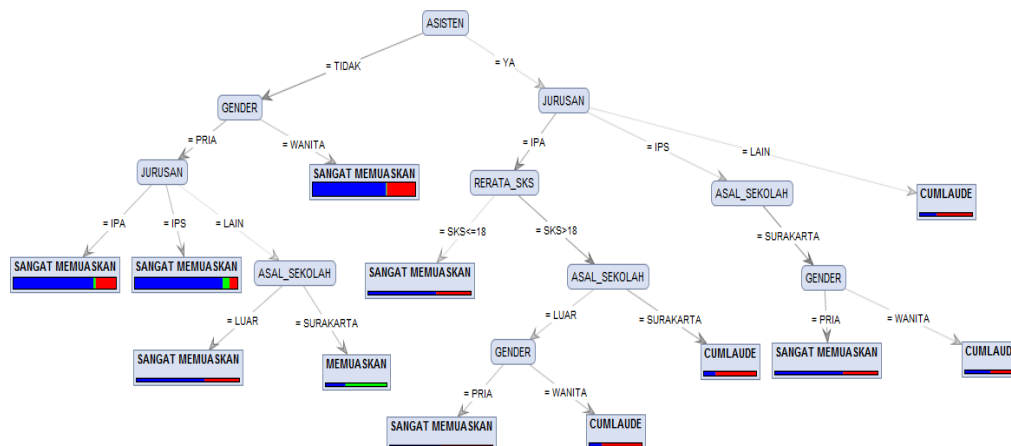 ASISTEN
= TIDAK
= YA
GENDER
JURUSAN
= PRIA
= WANITA
= IPA
= IPS
= LAIN
JURUSAN
SANGAT MEMUASKAN
RERATA_SKS
ASAL_SEKOLAH
CUMLAUDE
= IPA
= IPS
= LAIN
= SKS<=18
= SKS>18
= SURAKARTA
SANGAT MEMUASKAN
SANGAT MEMUASKAN
ASAL_SEKOLAH
SANGAT MEMUASKAN
ASAL_SEKOLAH
GENDER
= LUAR
= SURAKARTA
= LUAR
= SURAKARTA
= PRIA
= WANITA
SANGAT MEMUASKAN
MEMUASKAN
GENDER
CUMLAUDE
SANGAT MEMUASKAN
CUMLAUDE
= PRIA
= WANITA
SANGAT MEMUASKAN
CUMLAUDE